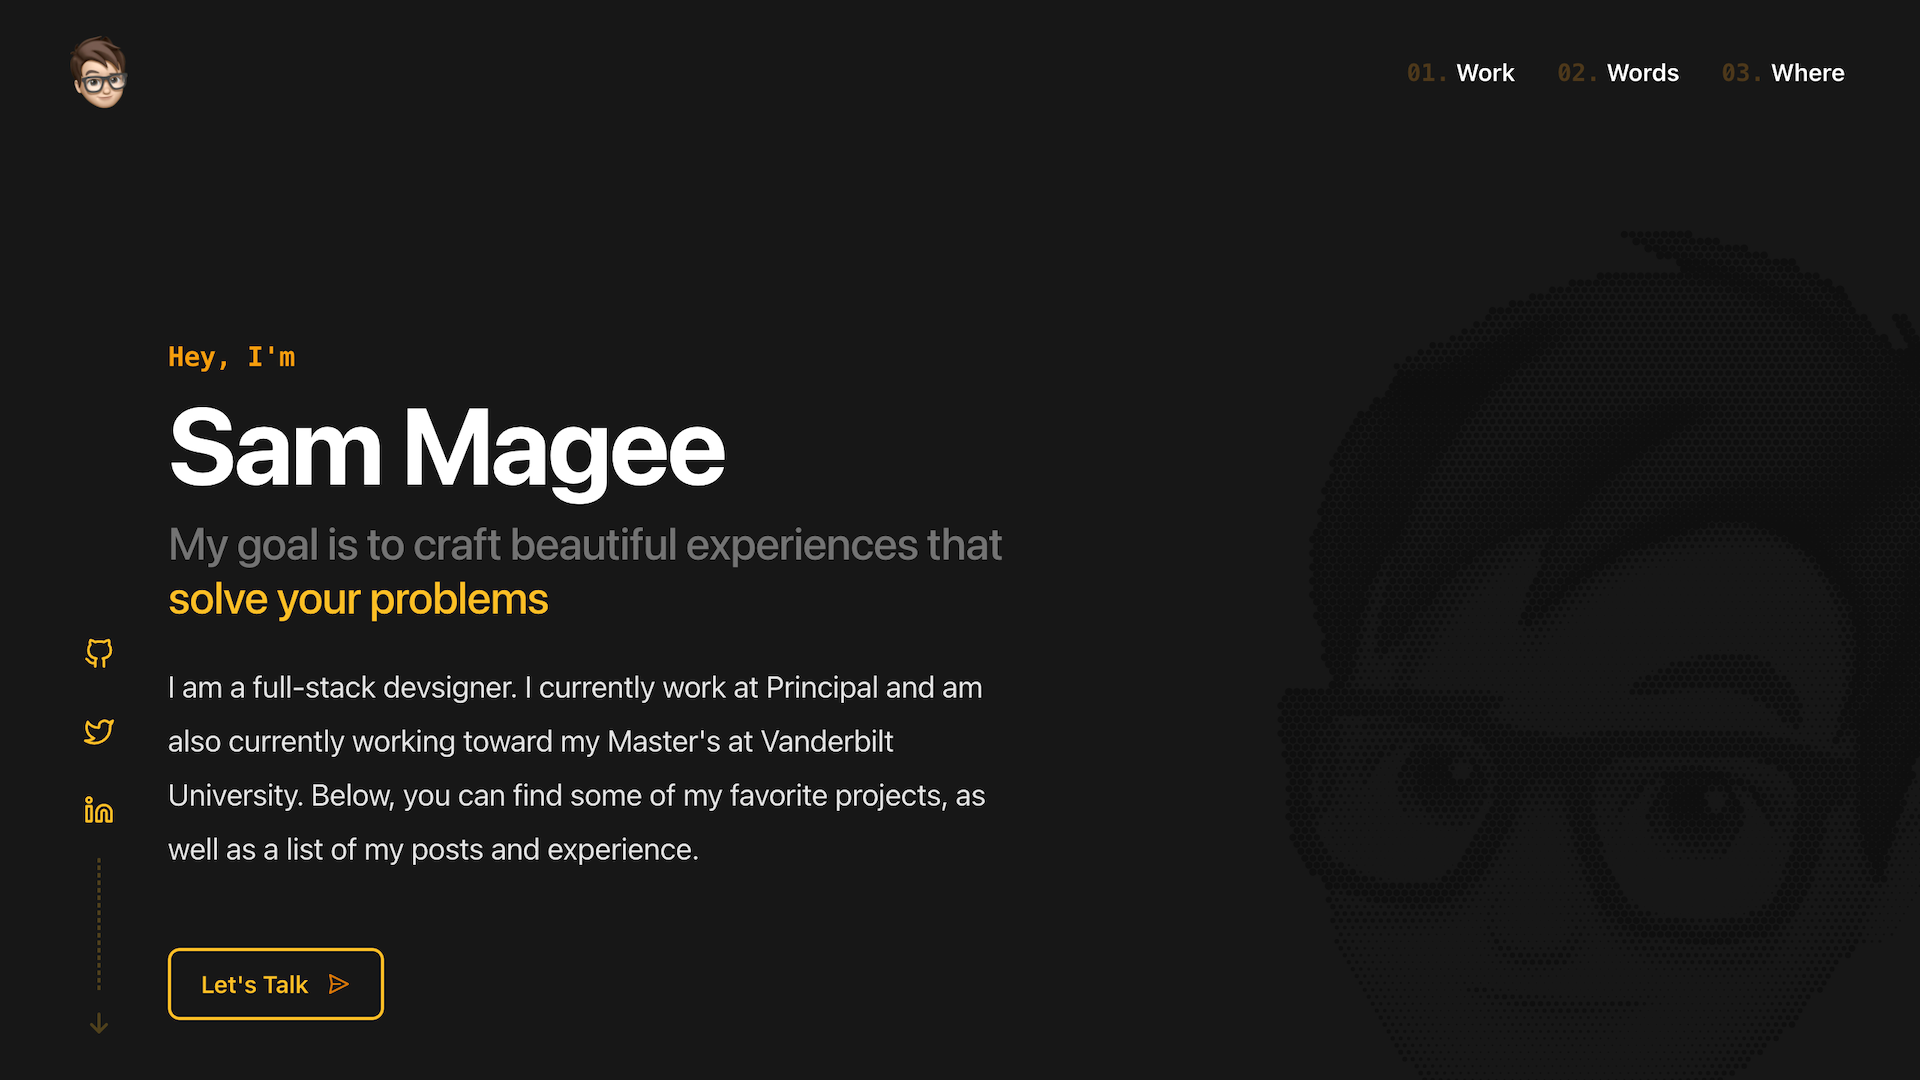 01. Work 02. Words 03. Where
Hey, I'm
Sam Magee
My goal is to craft beautiful experiences that
solve your problems
I am a full-stack devsigner. I currently work at Principal and am
also currently working toward my Master's at Vanderbilt
University. Below, you can find some of my favorite projects, as
well as a list of my posts and experience.
Let's Talk